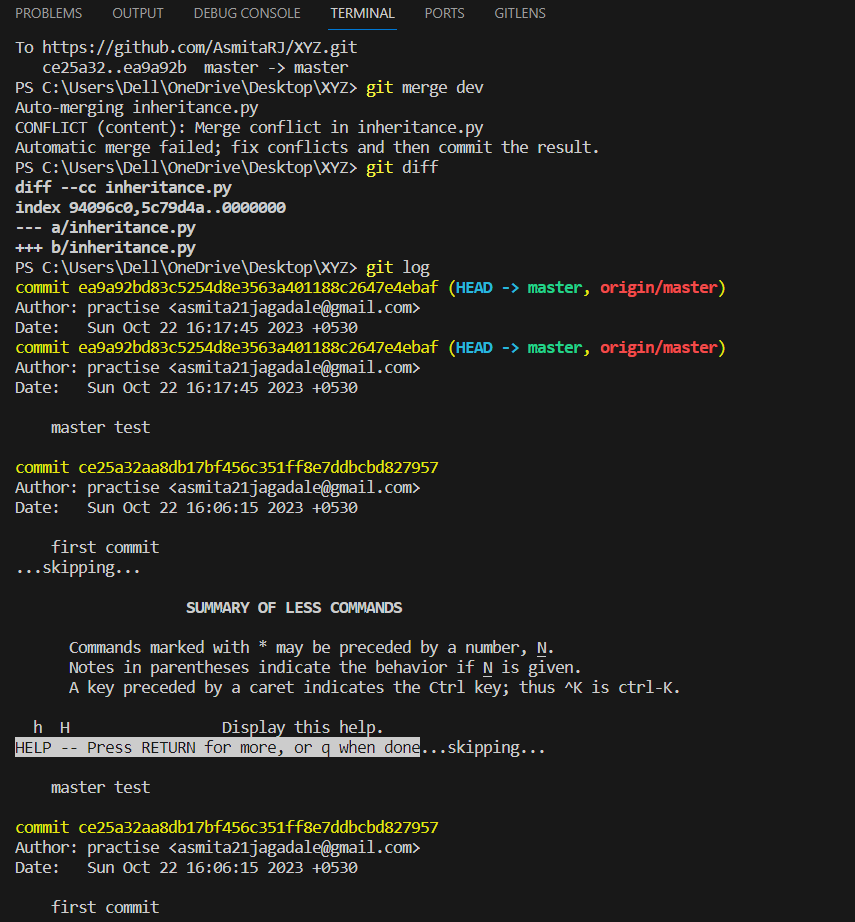 PROBLEMS OUTPUT DEBUG CONSOLE TERMINAL PORTS GITLENS
To https://github.com/AsmitaRJ/XYZ.git
ce25a32..ea9a92b master -> master
PS C:\Users\Dell\OneDrive\Desktop\XYZ> git merge dev
Auto-merging inheritance.py
CONFLICT (content): Merge conflict in inheritance.py
Automatic merge failed; fix conflicts and then commit the result.
PS C:\Users\Dell\OneDrive\Desktop\XYZ> git diff
diff --cc inheritance.py
index 94096c0,5c79d4a..0000000
--- a/inheritance.py
+++ b/inheritance.py
PS C:\Users\Dell\OneDrive\Desktop\XYZ> git log
commit ea9a92bd83c5254d8e3563a401188c2647e4ebaf (HEAD -> master, origin/master)
Author: practise <asmita21jagadale@gmail.com>
Date:   Sun Oct 22 16:17:45 2023 +0530
commit ea9a92bd83c5254d8e3563a401188c2647e4ebaf (HEAD -> master, origin/master)
Author: practise <asmita21jagadale@gmail.com>
Date:   Sun Oct 22 16:17:45 2023 +0530
master test
commit ce25a32aa8db17bf456c351ff8e7ddbcbd827957
Author: practise <asmita21jagadale@gmail.com>
Date:   Sun Oct 22 16:06:15 2023 +0530
first commit
...skipping...
SUMMARY OF LESS COMMANDS
Commands marked with * may be preceded by a number, N.
Notes in parentheses indicate the behavior if N is given.
A key preceded by a caret indicates the Ctrl key; thus ^K is ctrl-K.
h H Display this help.
HELP -- Press RETURN for more, or q when done...skipping...
master test
commit ce25a32aa8db17bf456c351ff8e7ddbcbd827957
Author: practise <asmita21jagadale@gmail.com>
Date:   Sun Oct 22 16:06:15 2023 +0530
first commit